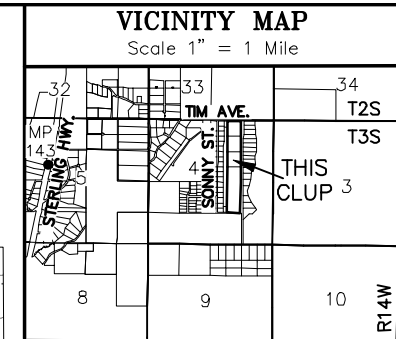 VICINITY MAP
Scale 1" = 1 Mile
32
33
34
TIM AVE.
T2S
T3S
MP
143
STERLING HWY.
5
4
SONNY ST.
THIS
CLUP
3
8
9
10
R14W